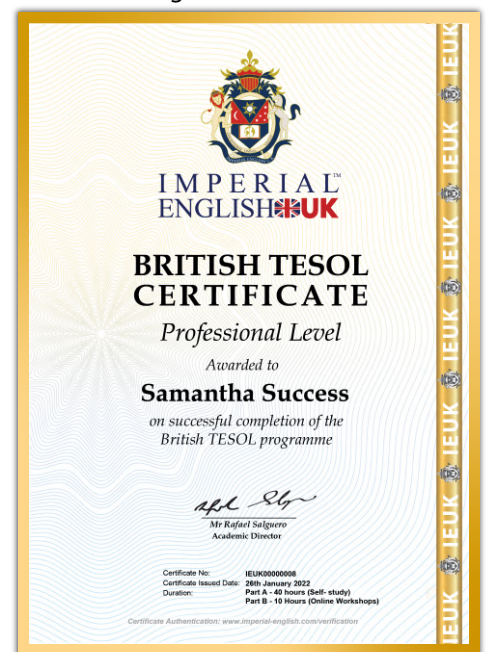 IMPERIAL™
ENGLISH UK
BRITISH TESOL
CERTIFICATE
Professional Level
Awarded to
Samantha Success
on successful completion of the
British TESOL programme
Mr Rafael Salguero
Academic Director
Certificate No: IEUK00000008
Certificate Issued Date: 26th January 2022
Duration: Part A - 40 hours (Self- study)
Part B - 10 Hours (Online Workshops)
Certificate Authentication: www.imperial-english.com/verification
IEUK IEUK IEUK IEUK IEUK IEUK IEUK